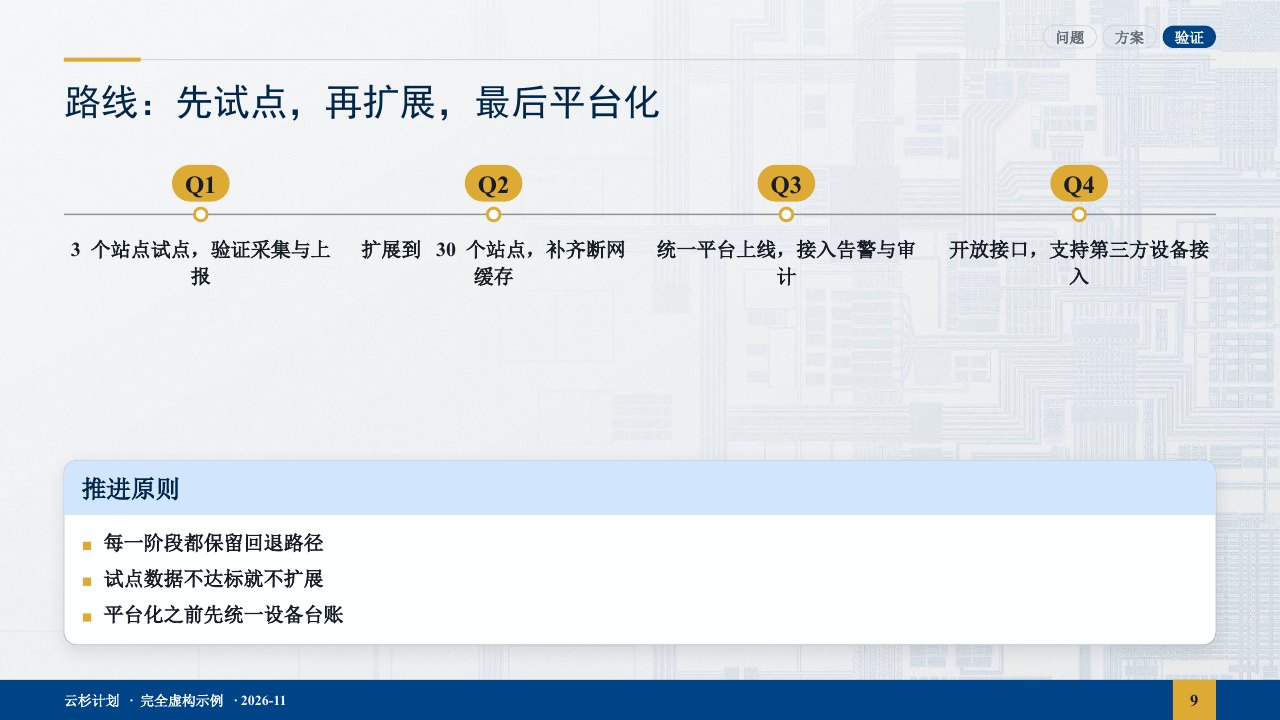 问题 方案 验证
路线：先试点，再扩展，最后平台化
Q1
3 个站点试点，验证采集与上
报
Q2
扩展到 30 个站点，补齐断网
缓存
Q3
统一平台上线，接入告警与审
计
Q4
开放接口，支持第三方设备接
入
推进原则
每一阶段都保留回退路径
试点数据不达标就不扩展
平台化之前先统一设备台账
云杉计划 · 完全虚构示例 · 2026-11
9